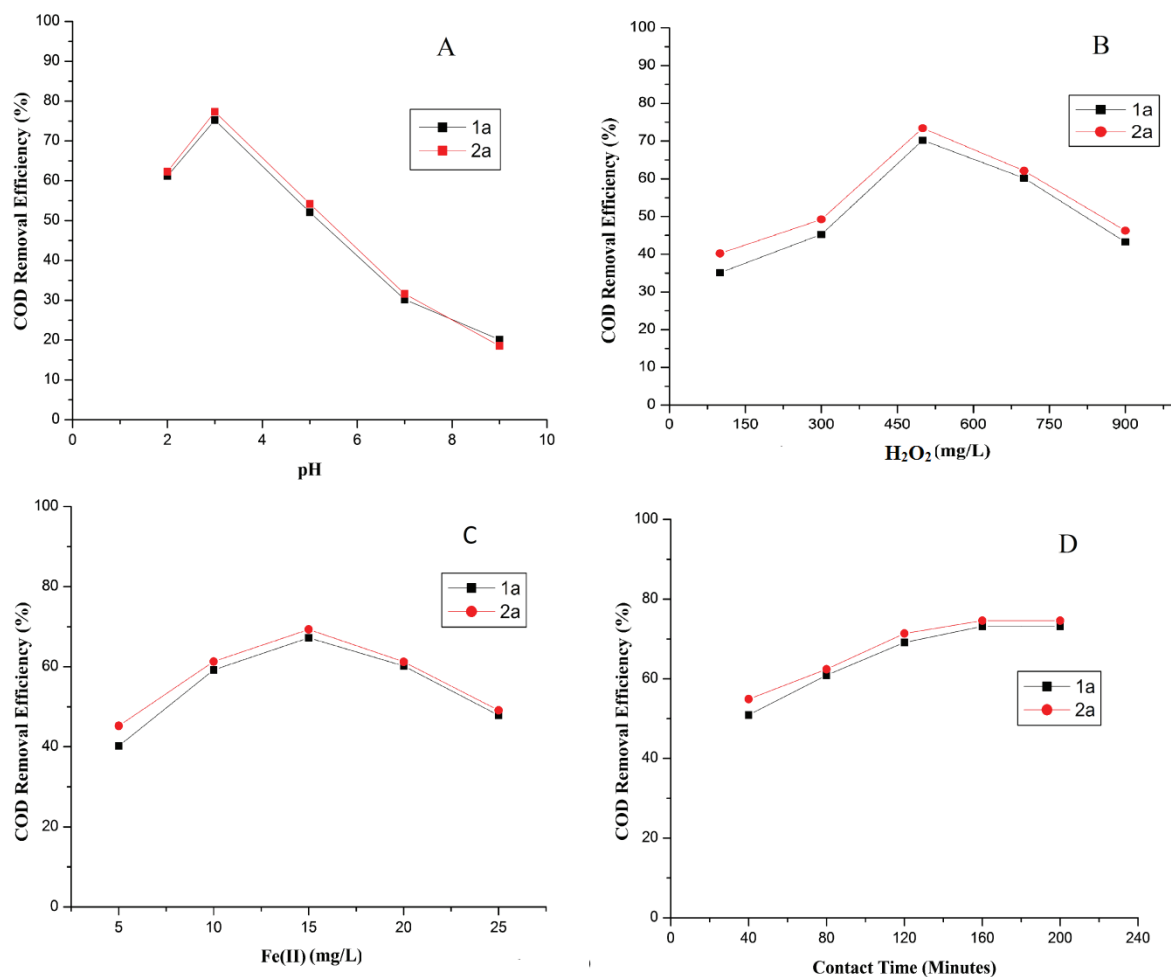 A
COD Removal Efficiency (%)
100
90
80
70
60
50
40
30
20
10
0
1a
2a
0 2 4 6 8 10
pH
B
COD Removal Efficiency (%)
100
90
80
70
60
50
40
30
20
10
0
1a
2a
0 150 300 450 600 750 900
H₂O₂ (mg/L)
C
COD Removal Efficiency (%)
100
80
60
40
20
0
1a
2a
5 10 15 20 25
Fe(II) (mg/L)
D
COD Removal Efficiency (%)
100
80
60
40
20
0
1a
2a
0 40 80 120 160 200 240
Contact Time (Minutes)